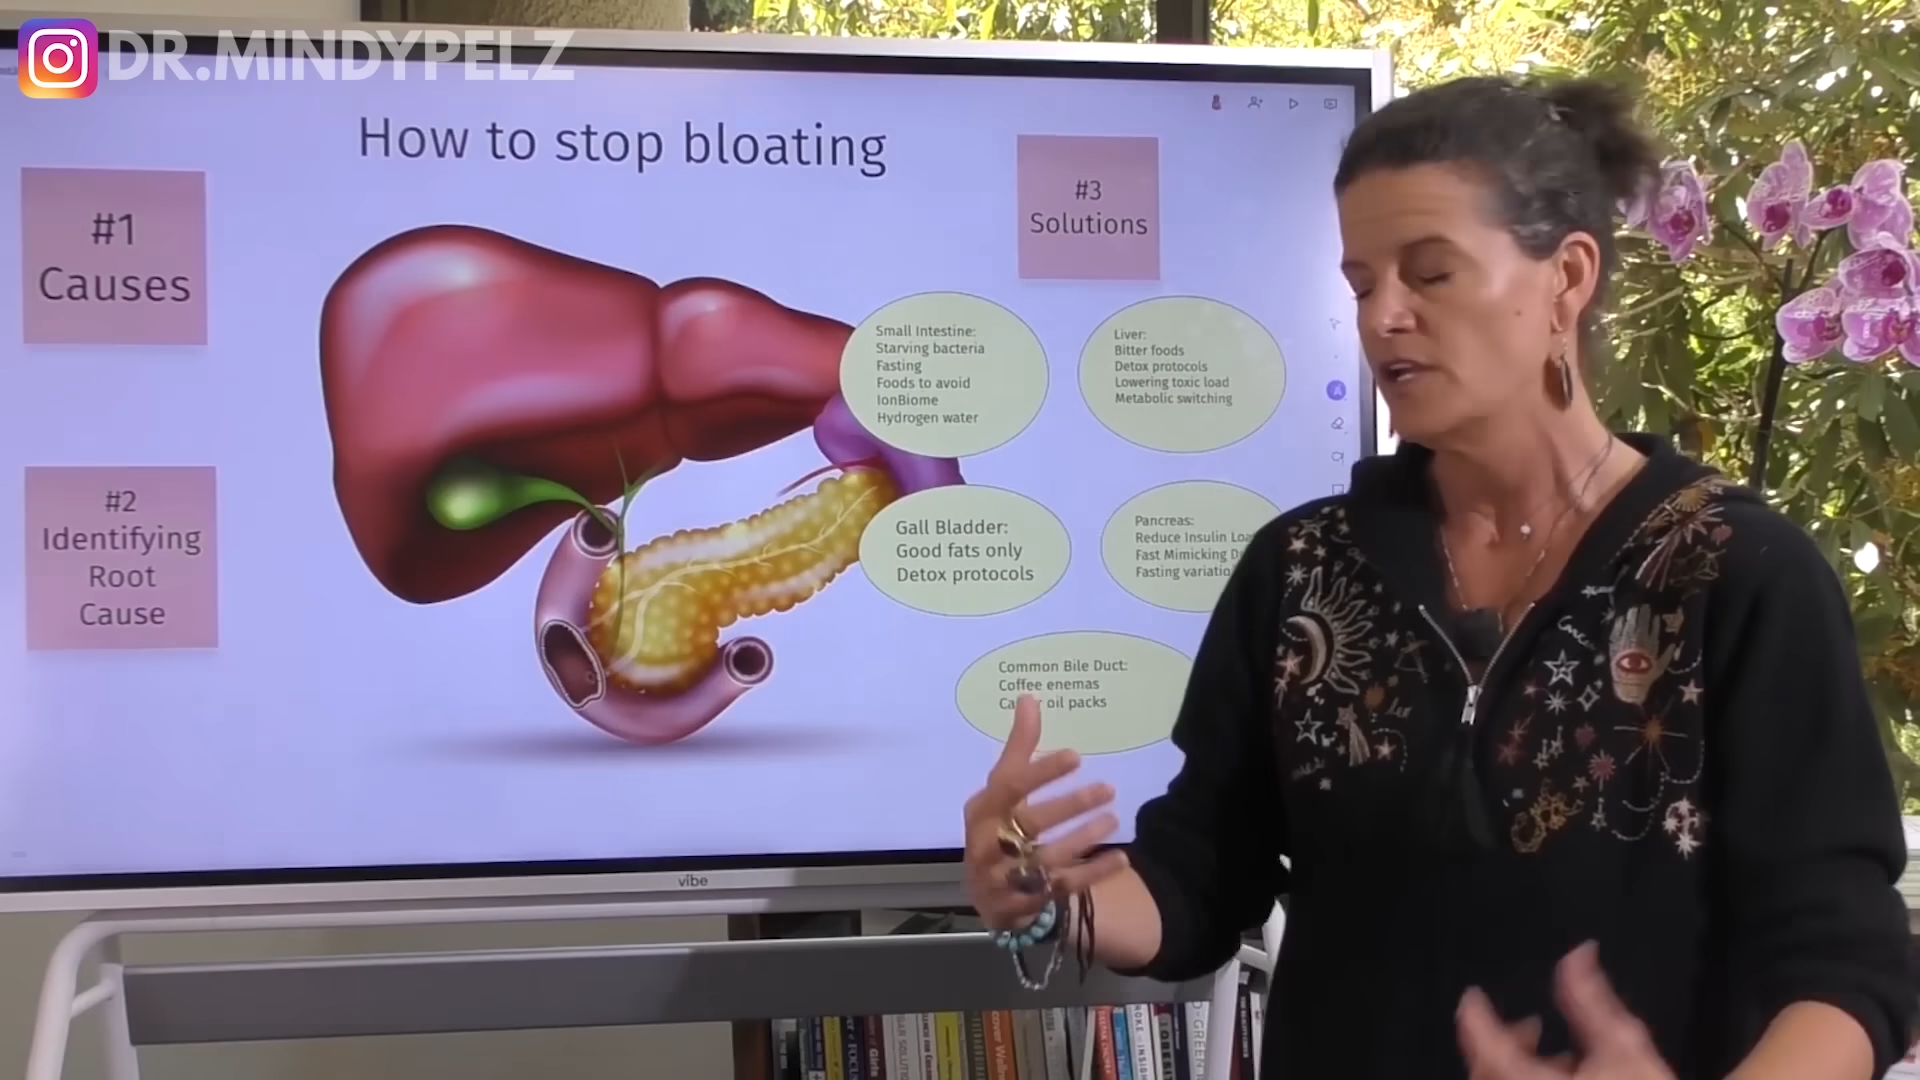 DR.MINDYPELZ
How to stop bloating
#1
Causes
#2
Identifying
Root
Cause
#3
Solutions
Small Intestine:
Starving bacteria
Fasting
Foods to avoid
IonBiome
Hydrogen water
Liver:
Bitter foods
Detox protocols
Lowering toxic load
Metabolic switching
Gall Bladder:
Good fats only
Detox protocols
Pancreas:
Reduce Insulin
Fast Mimicking
Fasting
Common Bile Duct:
Coffee enemas
oil packs
vibe